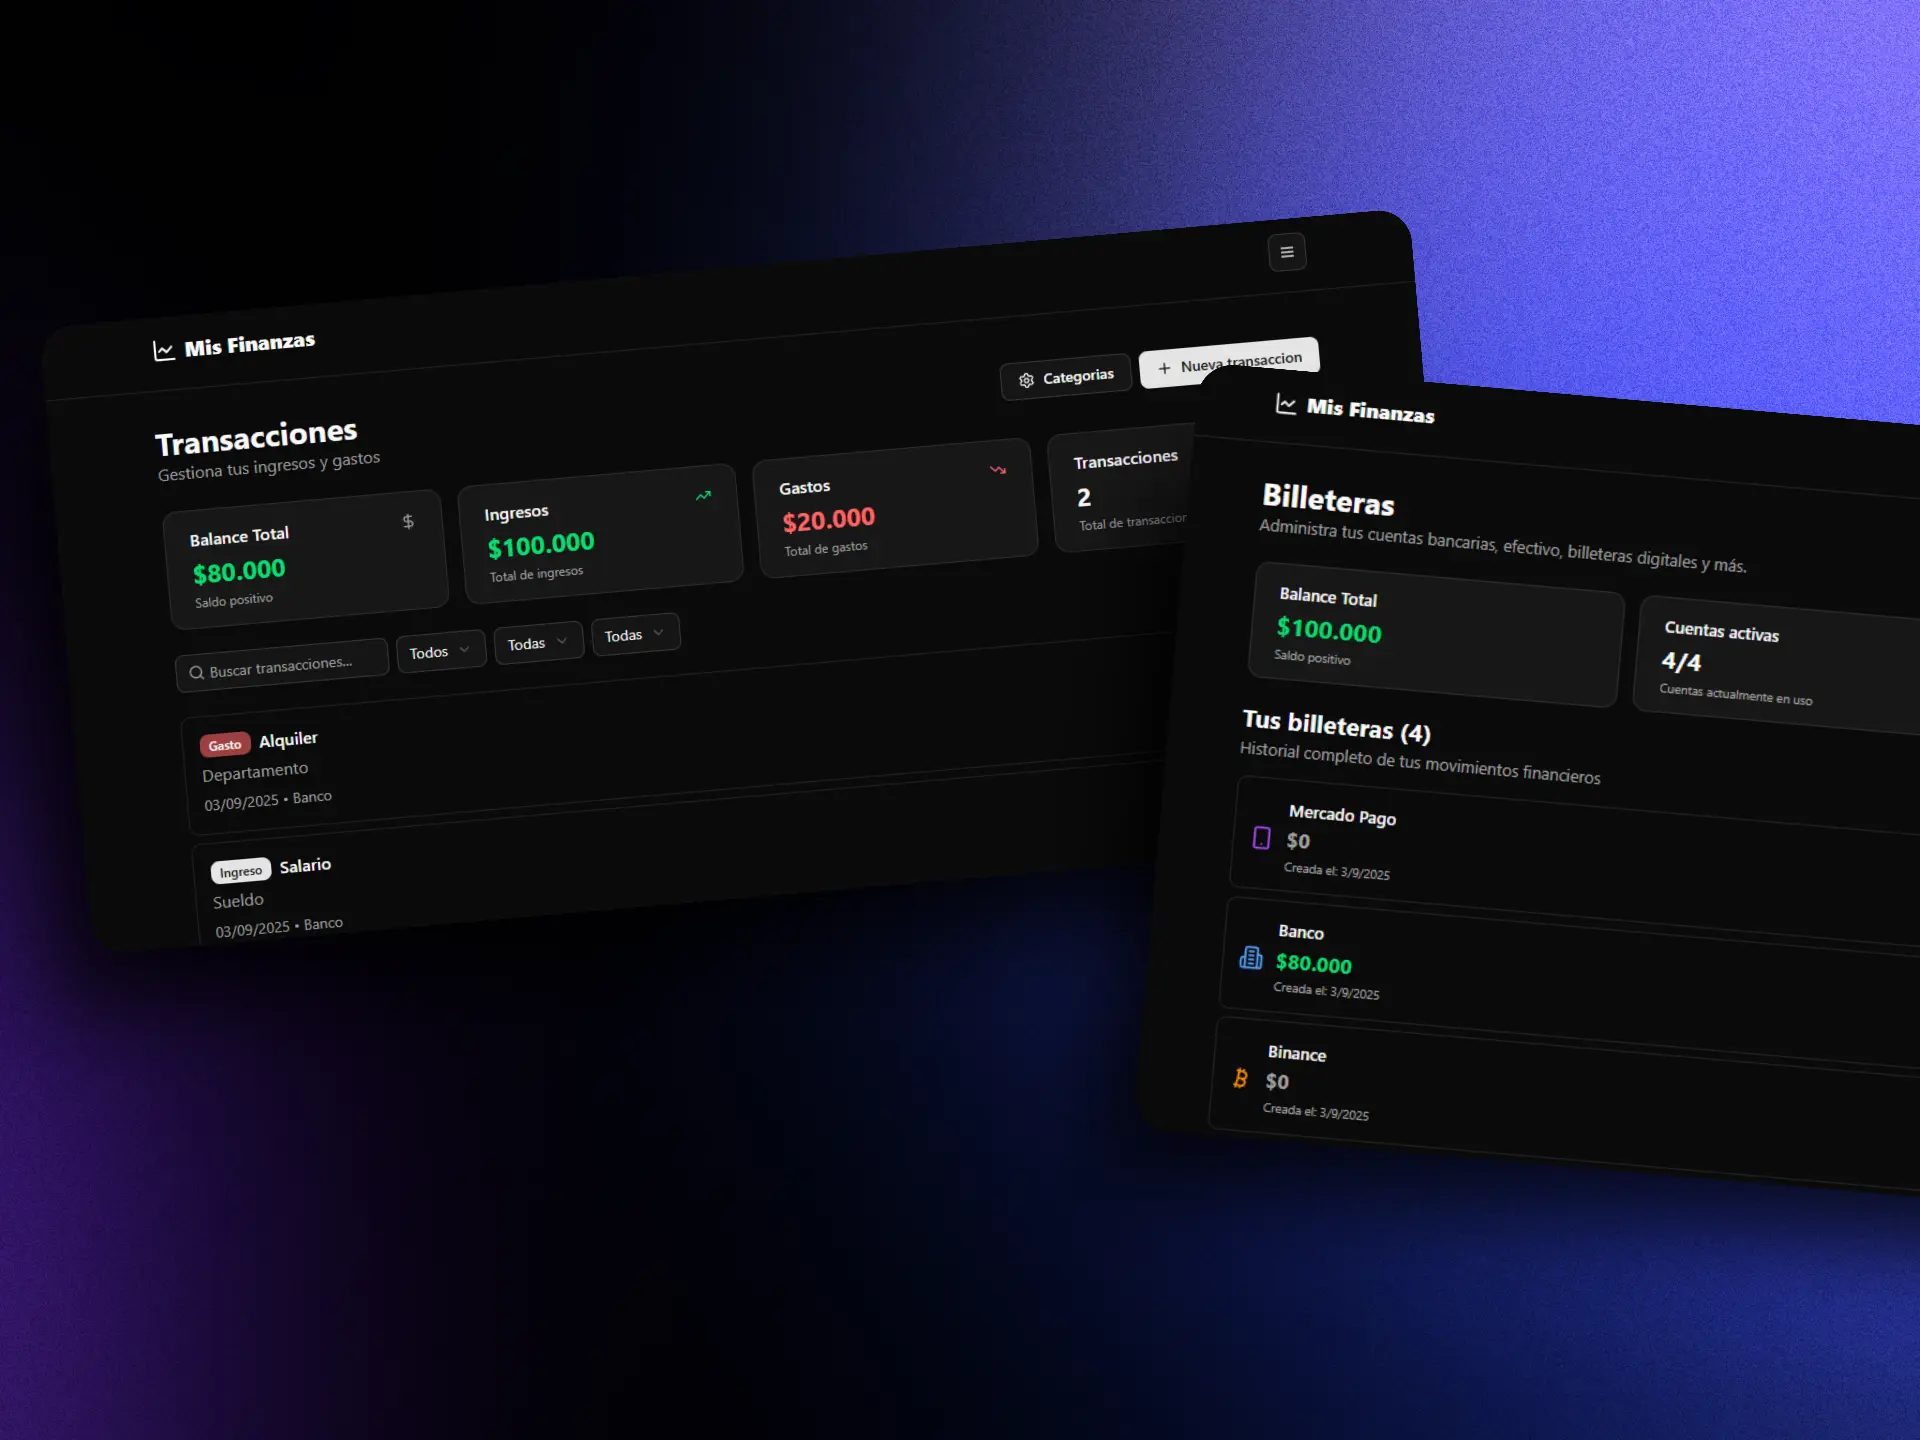 Mis Finanzas
Categorias
Nueva transaccion
Transacciones
Gestiona tus ingresos y gastos
Balance Total
$
$80.000
Saldo positivo
Ingresos
$100.000
Total de ingresos
Gastos
$20.000
Total de gastos
Transacciones
2
Total de transaccion
Buscar transacciones...
Todos
Todas
Todas
Gasto Alquiler
Departamento
03/09/2025 • Banco
Ingreso Salario
Sueldo
03/09/2025 • Banco
Mis Finanzas
Billeteras
Administra tus cuentas bancarias, efectivo, billeteras digitales y más.
Balance Total
$100.000
Saldo positivo
Cuentas activas
4/4
Cuentas actualmente en uso
Tus billeteras (4)
Historial completo de tus movimientos financieros
Mercado Pago
$0
Creada el: 3/9/2025
Banco
$80.000
Creada el: 3/9/2025
Binance
$0
Creada el: 3/9/2025